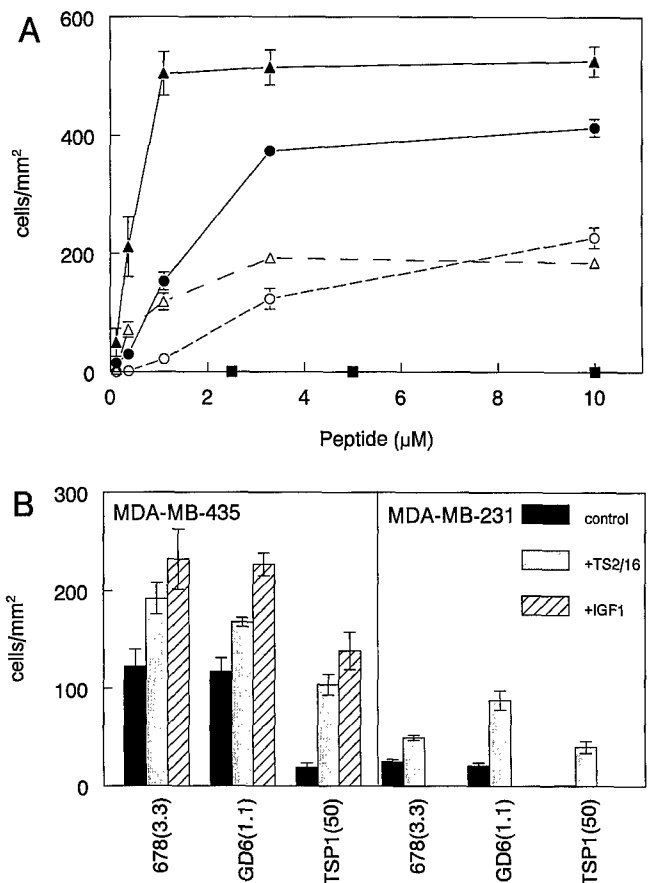 A
600
400
200
0
cells/mm²
0 2 4 6 8 10
Peptide (µM)
B
300
200
100
0
cells/mm²
MDA-MB-435
MDA-MB-231
control
+TS2/16
+IGF1
678(3.3)
GD6(1.1)
TSP1(50)
678(3.3)
GD6(1.1)
TSP1(50)